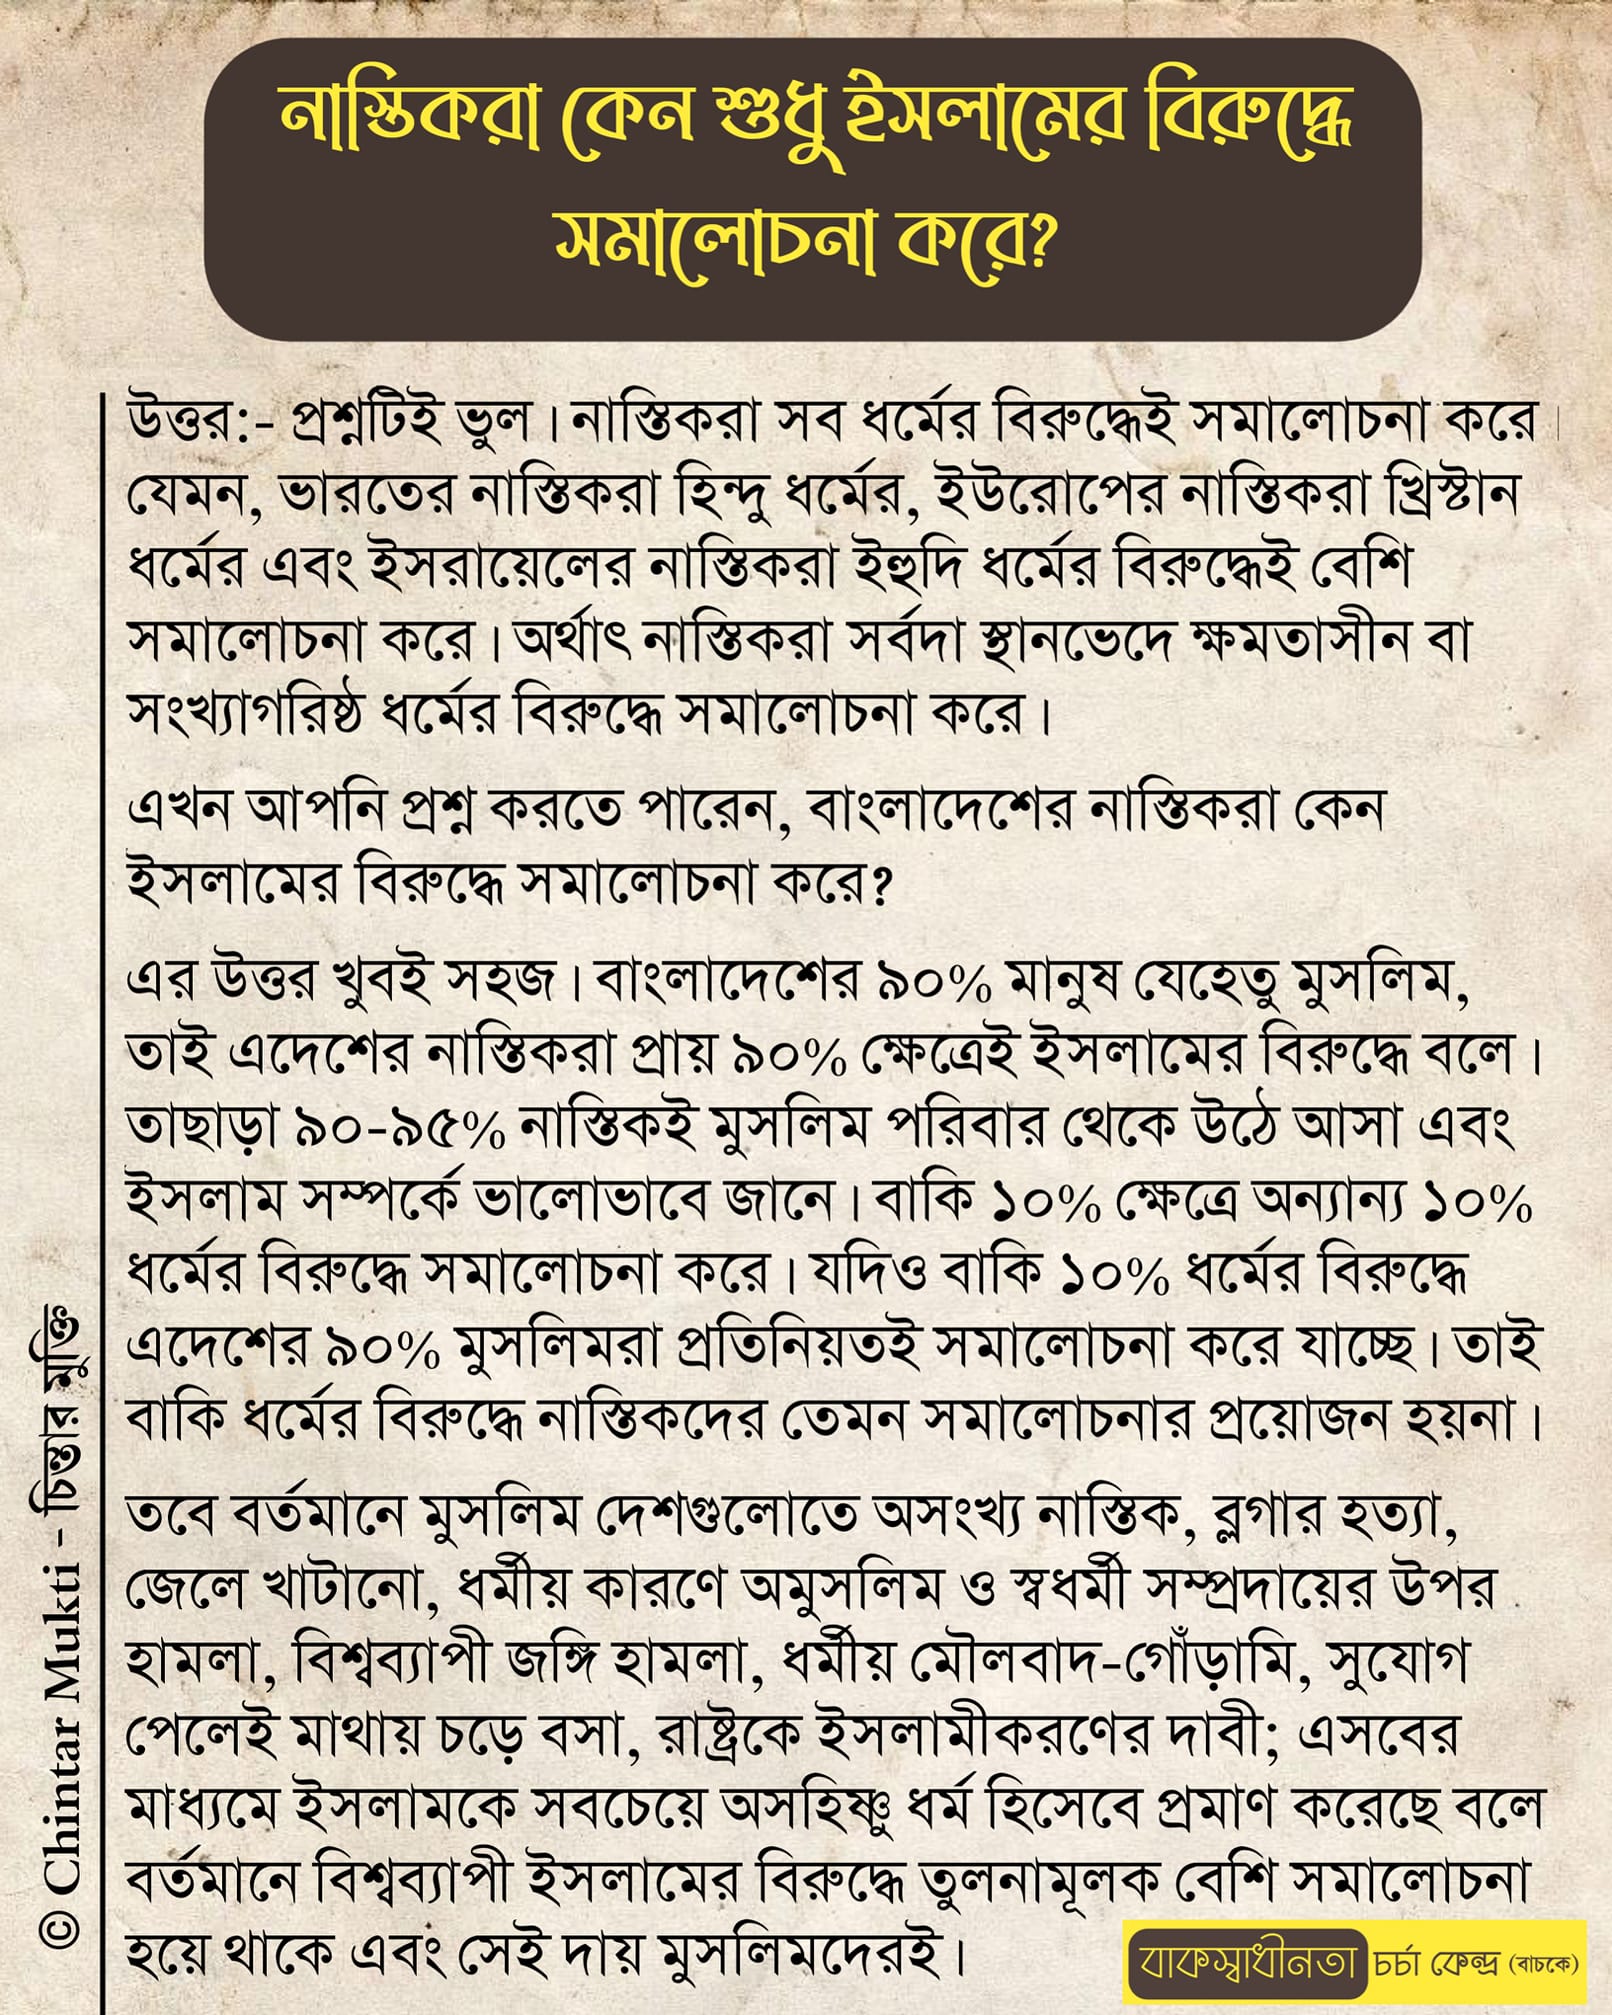 নাস্তিকরা কেন শুধু ইসলামের বিরুদ্ধে
সমালোচনা করে?
উত্তর:- প্রশ্নটিই ভুল। নাস্তিকরা সব ধর্মের বিরুদ্ধেই সমালোচনা করে।
যেমন, ভারতের নাস্তিকরা হিন্দু ধর্মের, ইউরোপের নাস্তিকরা খ্রিস্টান
ধর্মের এবং ইসরায়েলের নাস্তিকরা ইহুদি ধর্মের বিরুদ্ধেই বেশি
সমালোচনা করে। অর্থাৎ নাস্তিকরা সর্বদা স্থানভেদে ক্ষমতাসীন বা
সংখ্যাগরিষ্ঠ ধর্মের বিরুদ্ধে সমালোচনা করে।
এখন আপনি প্রশ্ন করতে পারেন, বাংলাদেশের নাস্তিকরা কেন
ইসলামের বিরুদ্ধে সমালোচনা করে?
এর উত্তর খুবই সহজ। বাংলাদেশের ৯০% মানুষ যেহেতু মুসলিম,
তাই এদেশের নাস্তিকরা প্রায় ৯০% ক্ষেত্রেই ইসলামের বিরুদ্ধে বলে।
তাছাড়া ৯০-৯৫% নাস্তিকই মুসলিম পরিবার থেকে উঠে আসা এবং
ইসলাম সম্পর্কে ভালোভাবে জানে। বাকি ১০% ক্ষেত্রে অন্যান্য ১০%
ধর্মের বিরুদ্ধে সমালোচনা করে। যদিও বাকি ১০% ধর্মের বিরুদ্ধে
এদেশের ৯০% মুসলিমরা প্রতিনিয়তই সমালোচনা করে যাচ্ছে। তাই
বাকি ধর্মের বিরুদ্ধে নাস্তিকদের তেমন সমালোচনার প্রয়োজন হয়না।
তবে বর্তমানে মুসলিম দেশগুলোতে অসংখ্য নাস্তিক, ব্লগার হত্যা,
জেলে খাটানো, ধর্মীয় কারণে অমুসলিম ও স্বধর্মী সম্প্রদায়ের উপর
হামলা, বিশ্বব্যাপী জঙ্গি হামলা, ধর্মীয় মৌলবাদ-গোঁড়ামি, সুযোগ
পেলেই মাথায় চড়ে বসা, রাষ্ট্রকে ইসলামীকরণের দাবী; এসবের
মাধ্যমে ইসলামকে সবচেয়ে অসহিষ্ণু ধর্ম হিসেবে প্রমাণ করেছে বলে
বর্তমানে বিশ্বব্যাপী ইসলামের বিরুদ্ধে তুলনামূলক বেশি সমালোচনা
হয়ে থাকে এবং সেই দায় মুসলিমদেরই।
© Chintar Mukti - চিন্তার মুক্তি
বাকস্বাধীনতা চর্চা কেন্দ্র (বাচকে)